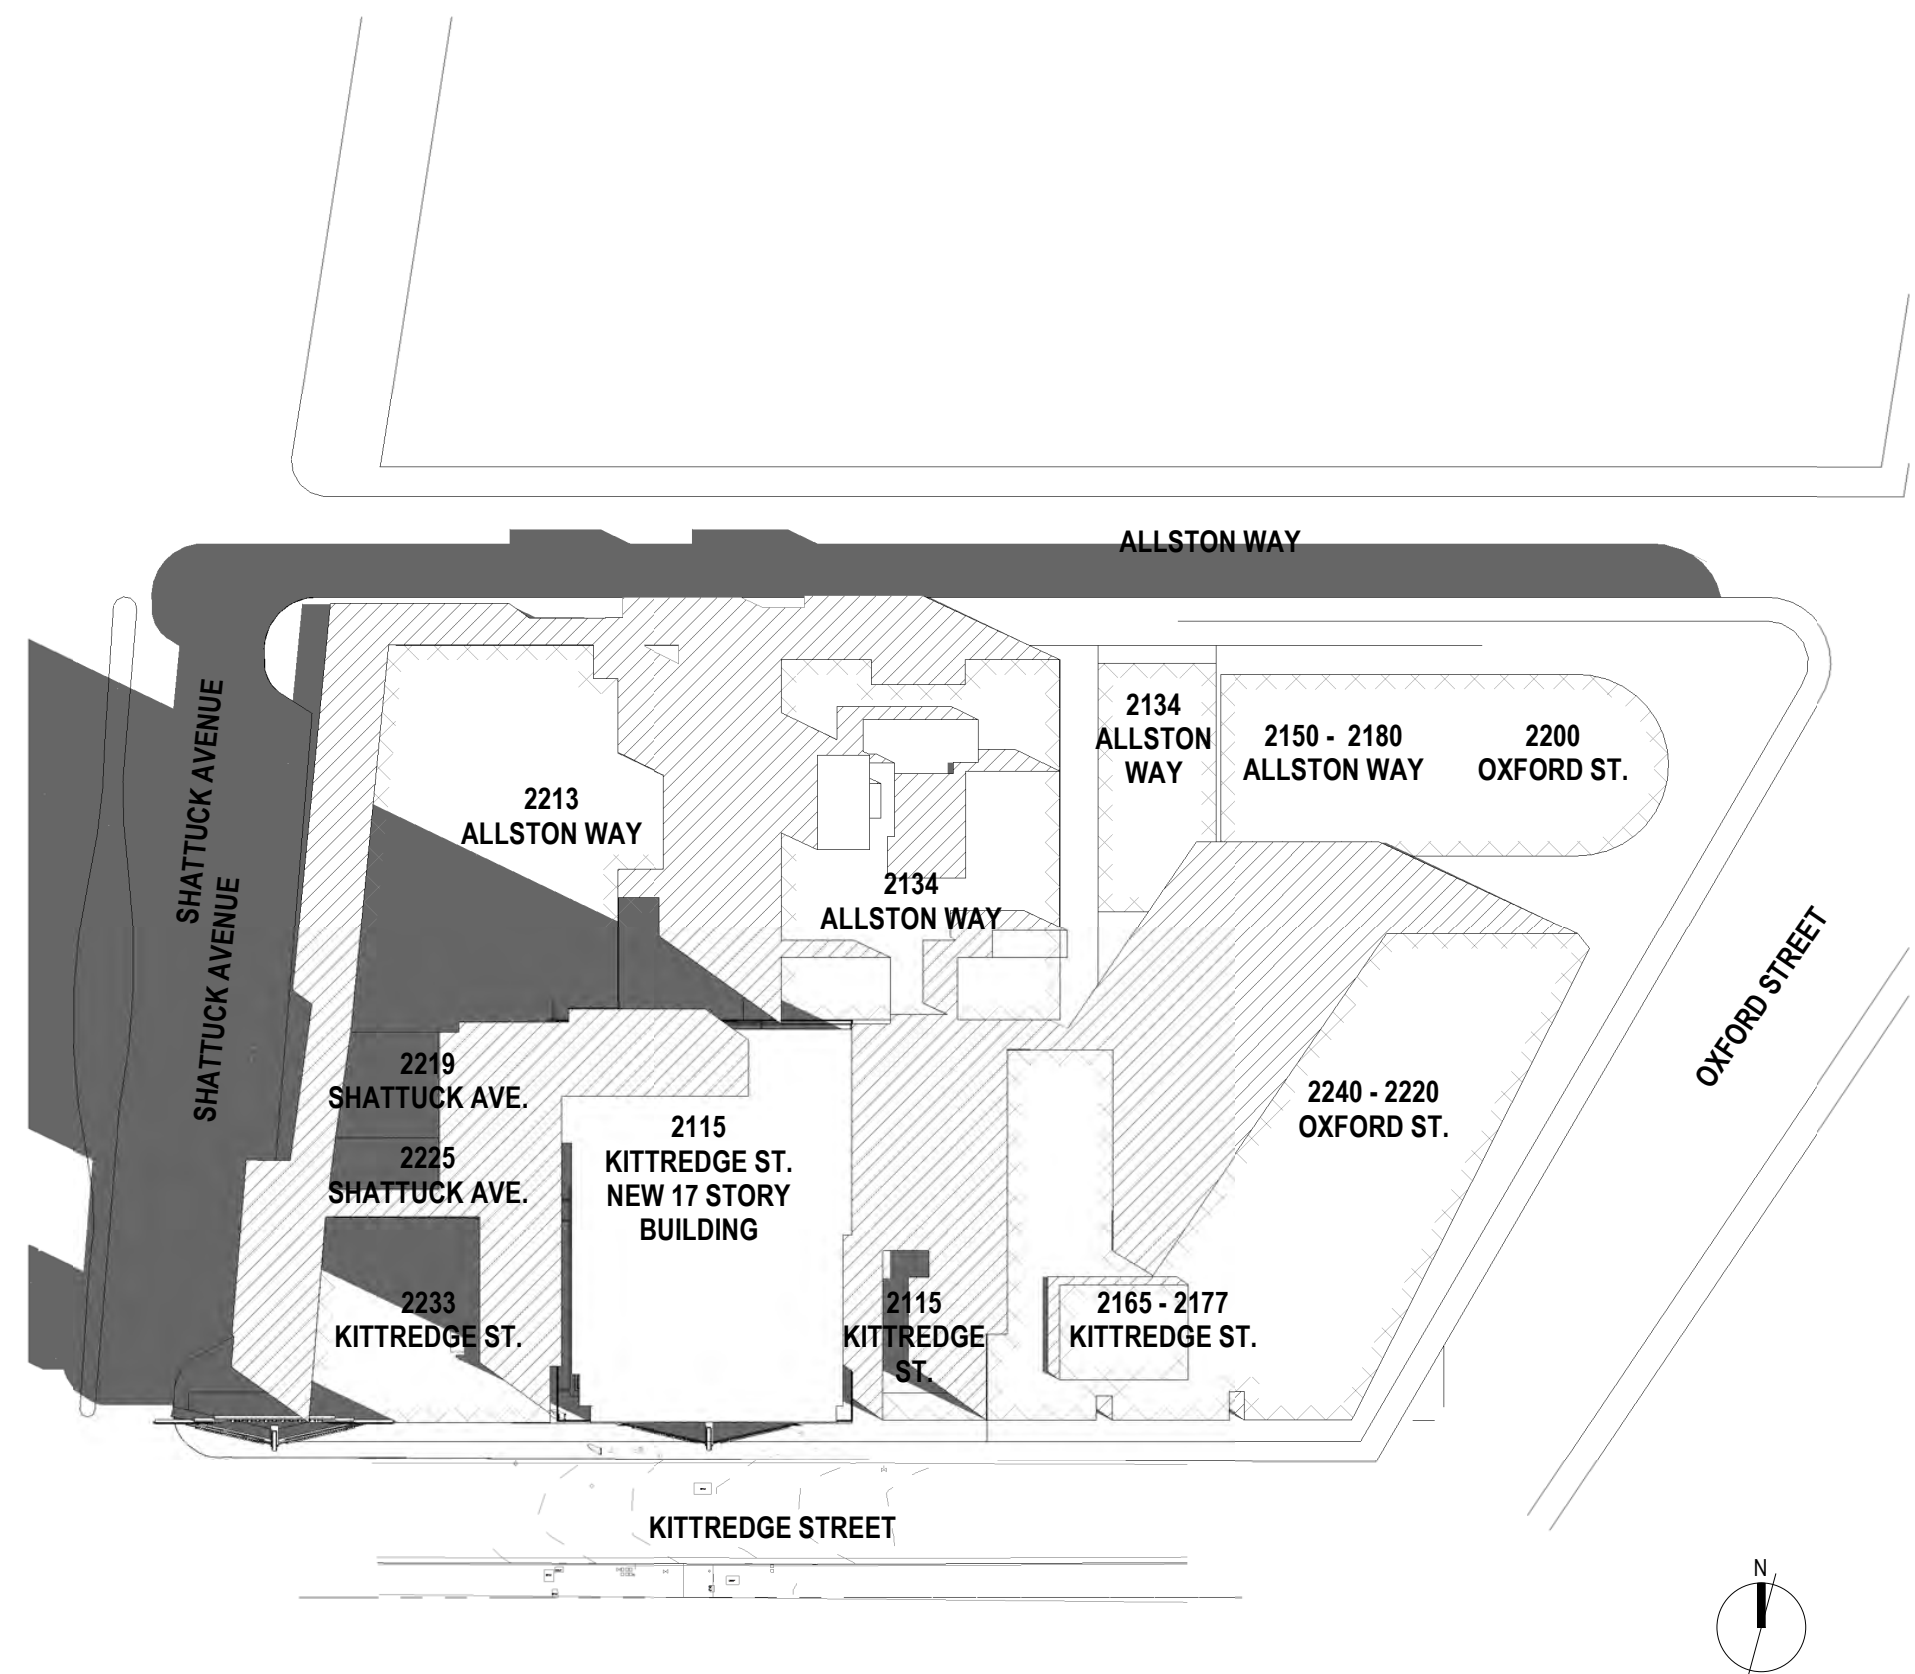 ALLSTON WAY
SHATTUCK AVENUE
SHATTUCK AVENUE
2213
ALLSTON WAY
2134
ALLSTON WAY
2134
ALLSTON
WAY
2150 - 2180
ALLSTON WAY
2200
OXFORD ST.
2219
SHATTUCK AVE.
2225
SHATTUCK AVE.
2115
KITTREDGE ST.
NEW 17 STORY
BUILDING
2240 - 2220
OXFORD ST.
OXFORD STREET
2233
KITTREDGE ST.
2115
KITTREDGE
ST.
2165 - 2177
KITTREDGE ST.
KITTREDGE STREET
N